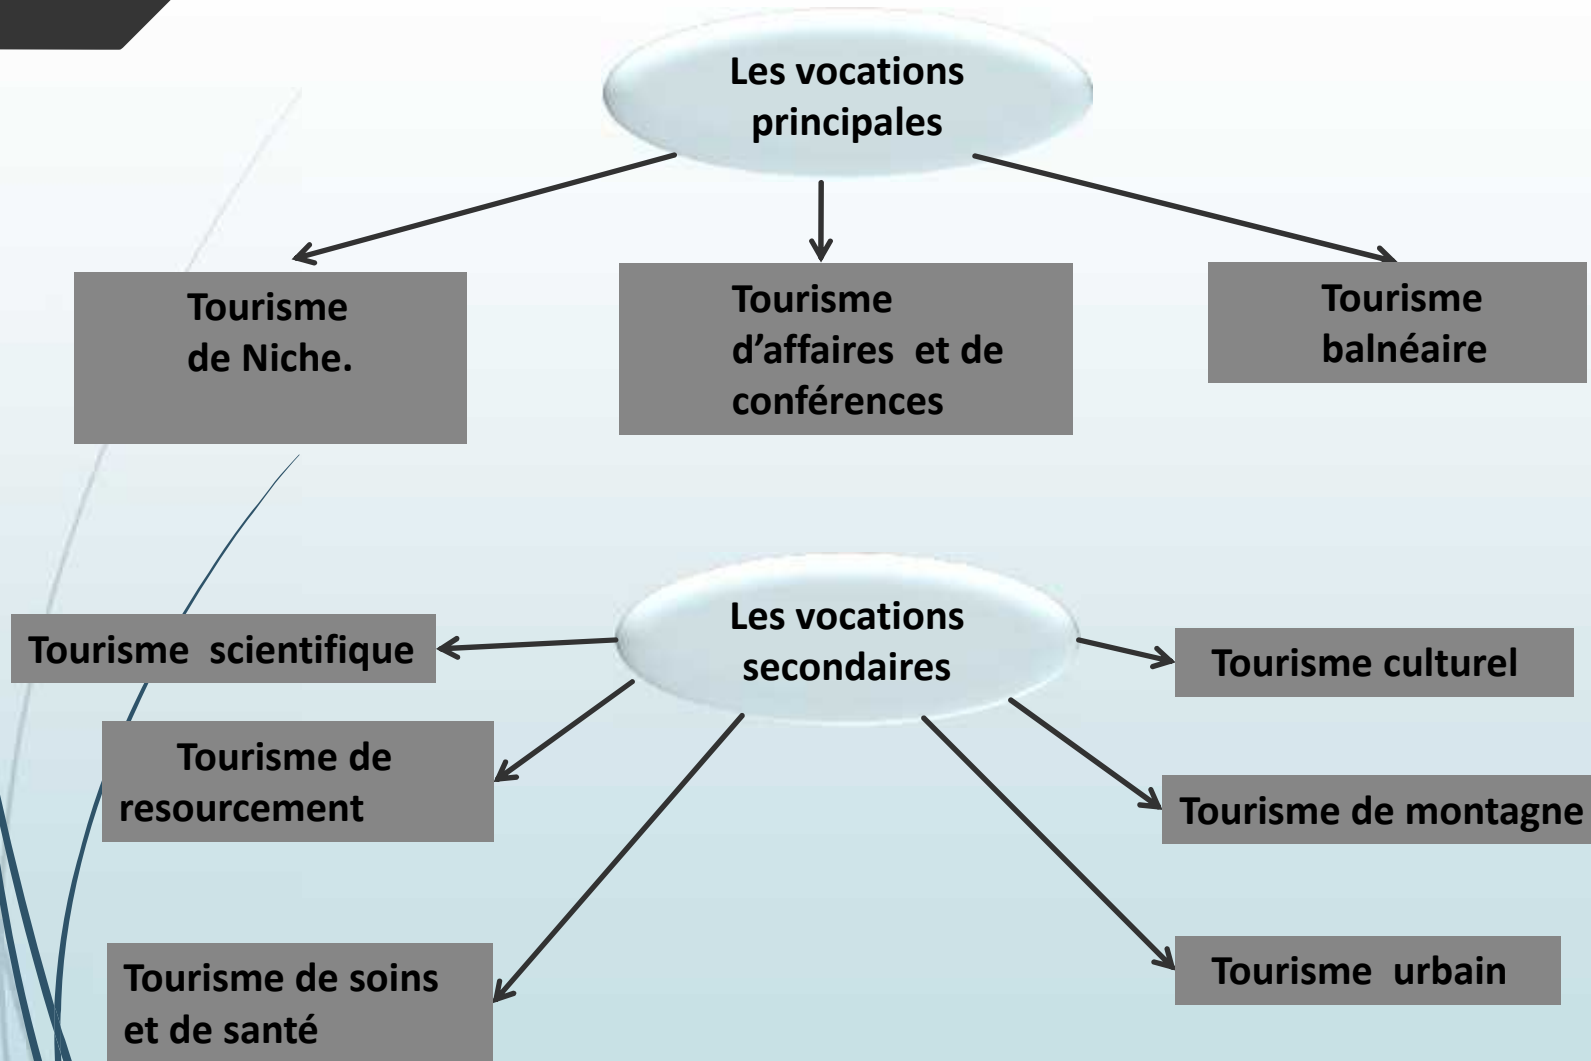 Les vocations
principales
Tourisme
de Niche.
Tourisme
d’affaires et de
conférences
Tourisme
balnéaire
Les vocations
secondaires
Tourisme scientifique
Tourisme de
resourcement
Tourisme de soins
et de santé
Tourisme culturel
Tourisme de montagne
Tourisme urbain